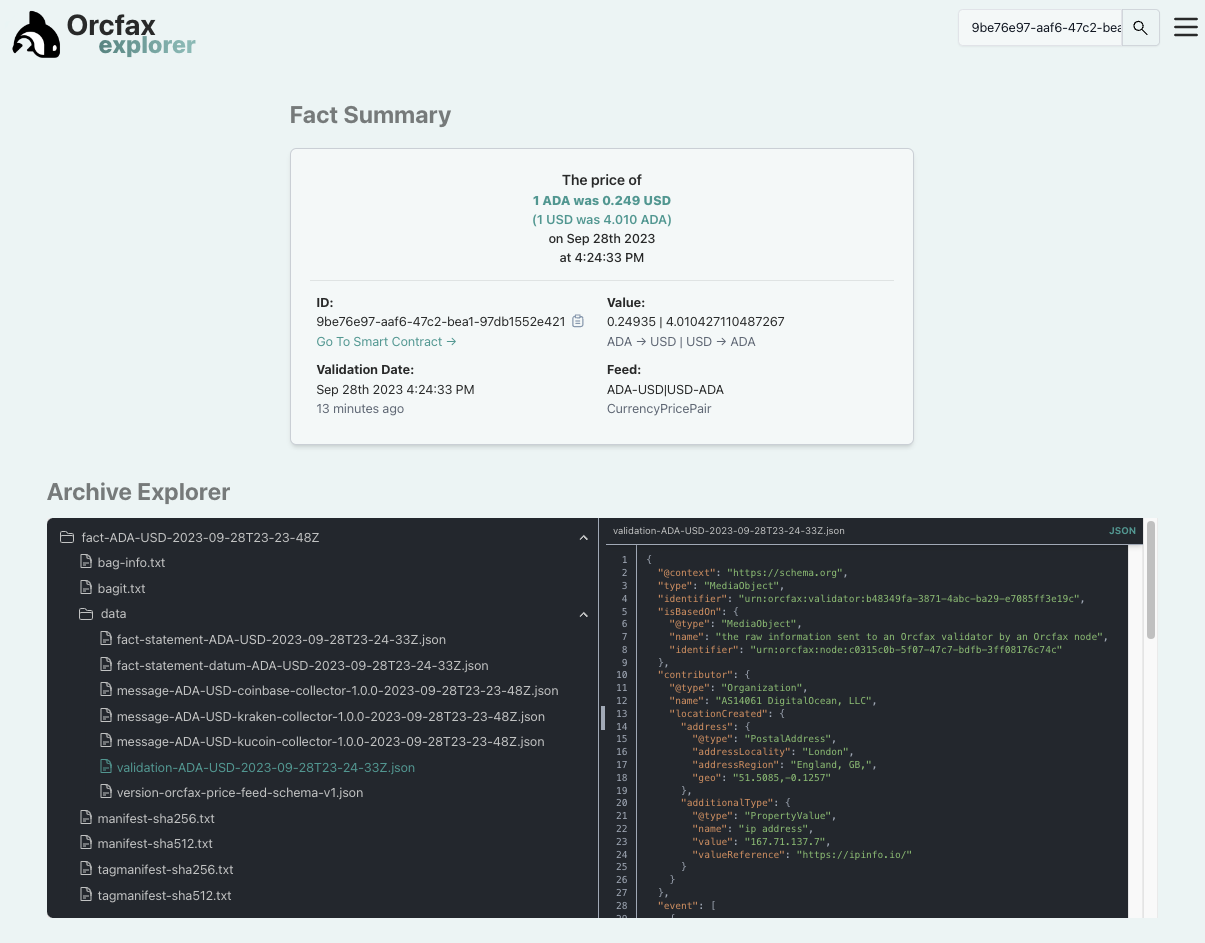 Orcfax
explorer
9be76e97-aaf6-47c2-bea
Fact Summary
The price of
1 ADA was 0.249 USD
(1 USD was 4.010 ADA)
on Sep 28th 2023
at 4:24:33 PM
ID:
9be76e97-aaf6-47c2-bea1-97db1552e421
Go To Smart Contract →
Value:
0.24935 | 4.010427110487267
ADA → USD | USD → ADA
Validation Date:
Sep 28th 2023 4:24:33 PM
13 minutes ago
Feed:
ADA-USD|USD-ADA
CurrencyPricePair
Archive Explorer
fact-ADA-USD-2023-09-28T23-23-48Z
bag-info.txt
bagit.txt
data
fact-statement-ADA-USD-2023-09-28T23-24-33Z.json
fact-statement-datum-ADA-USD-2023-09-28T23-24-33Z.json
message-ADA-USD-coinbase-collector-1.0.0-2023-09-28T23-23-48Z.json
message-ADA-USD-kraken-collector-1.0.0-2023-09-28T23-23-48Z.json
message-ADA-USD-kucoin-collector-1.0.0-2023-09-28T23-23-48Z.json
validation-ADA-USD-2023-09-28T23-24-33Z.json
version-orcfax-price-feed-schema-v1.json
manifest-sha256.txt
manifest-sha512.txt
tagmanifest-sha256.txt
tagmanifest-sha512.txt
validation-ADA-USD-2023-09-28T23-24-33Z.json JSON
1 {
2 "@context": "https://schema.org",
3 "type": "MediaObject",
4 "identifier": "urn:orcfax:validator:b48349fa-3871-4abc-ba29-e7085ff3e19c",
5 "isBasedOn": {
6 "@type": "MediaObject",
7 "name": "the raw information sent to an Orcfax validator by an Orcfax node",
8 "identifier": "urn:orcfax:node:c0315c0b-5f07-47c7-bdfb-3ff08176c74c"
9 },
10 "contributor": {
11 "@type": "Organization",
12 "name": "AS14061 DigitalOcean, LLC",
13 "locationCreated": {
14 "address": {
15 "@type": "PostalAddress",
16 "addressLocality": "London",
17 "addressRegion": "England, GB,",
18 "geo": "51.5085,-0.1257"
19 },
20 "additionalType": {
21 "@type": "PropertyValue",
22 "name": "ip address",
23 "value": "167.71.137.7",
24 "valueReference": "https://ipinfo.io/"
25 }
26 }
27 },
28 "event": [
29 {